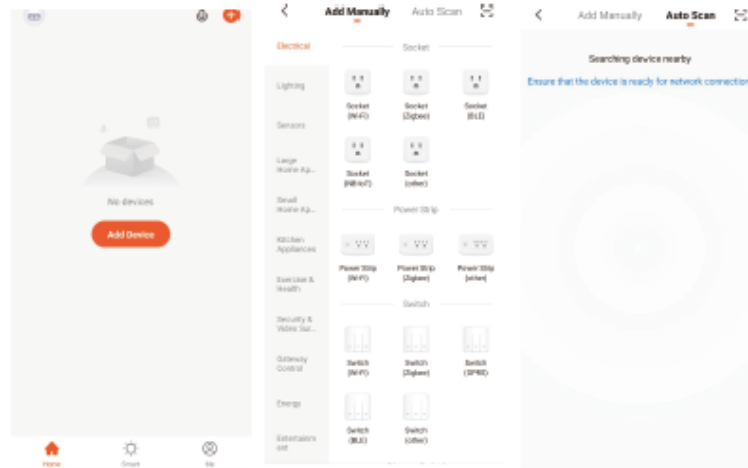 No devices
Add Device
Home
Smart
Me
Add Manually
Auto Scan
Electrical
Lighting
Sensors
Large
Home Ap...
Small
Home Ap...
Kitchen
Appliances
Exercise &
Health
Security &
Video Sur...
Gateway
Control
Energy
Entertainm
ent
Socket
Socket
(Wi-Fi)
Socket
(Zigbee)
Socket
(BLE)
Socket
(NB-IoT)
Socket
(other)
Power Strip
Power Strip
(Wi-Fi)
Power Strip
(Zigbee)
Power Strip
(other)
Switch
Switch
(Wi-Fi)
Switch
(Zigbee)
Switch
(GPRS)
Switch
(BLE)
Switch
(other)
Add Manually
Auto Scan
Searching device nearby
Ensure that the device is ready for network connection